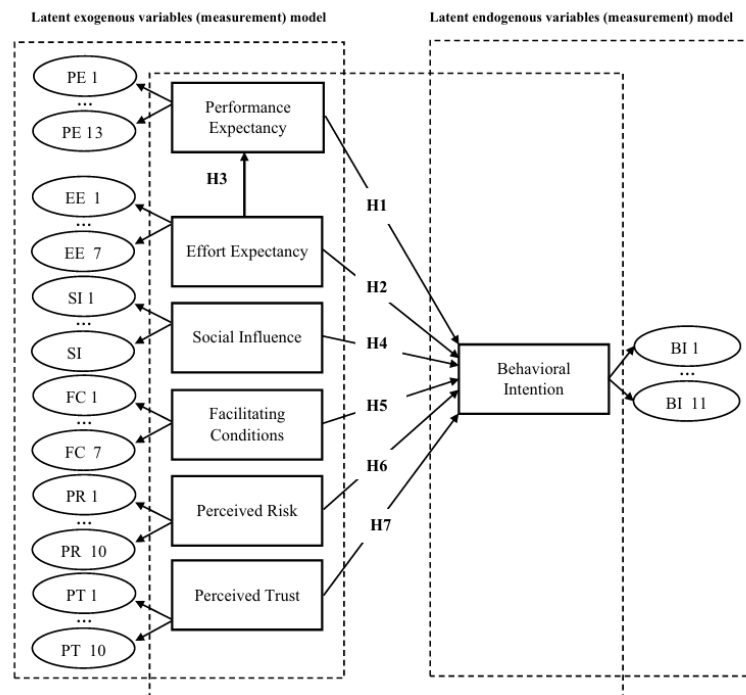 Latent exogenous variables (measurement) model
Latent endogenous variables (measurement) model
PE 1
...
PE 13
Performance
Expectancy
H3
H1
EE 1
...
EE 7
Effort Expectancy
H2
SI 1
...
SI
Social Influence
H4
Behavioral
Intention
BI 1
...
BI 11
FC 1
...
FC 7
Facilitating
Conditions
H5
H6
PR 1
...
PR 10
Perceived Risk
H7
PT 1
...
PT 10
Perceived Trust